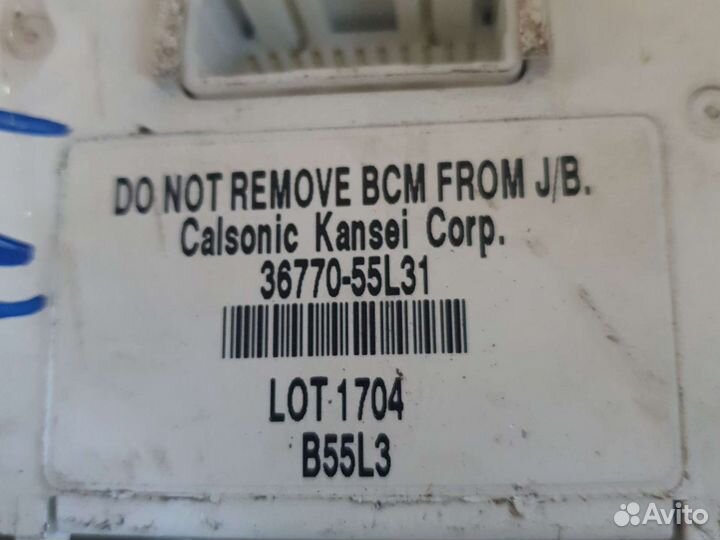 DO NOT REMOVE BCM FROM J/B.
Calsonic Kansei Corp.
36770-55L31
LOT 1704
B55L3
Avito